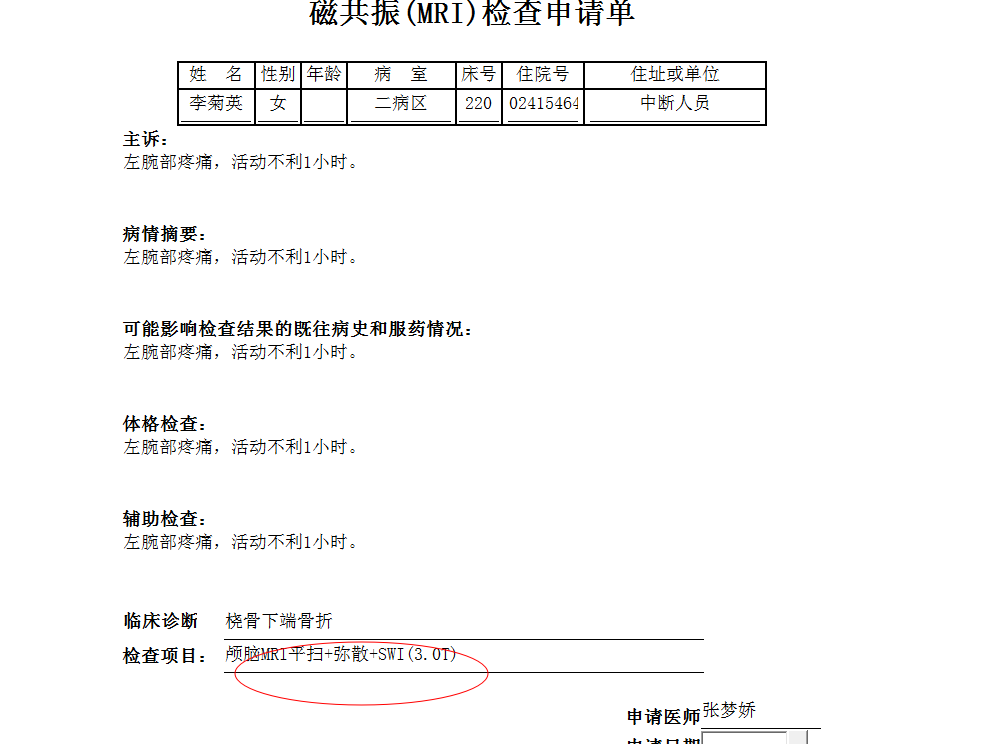 磁共振(MRI)检查申请单
姓 名 性别 年龄 病 室 床号 住院号 住址或单位
李菊英 女 二病区 220 02415464 中断人员
主诉：
左腕部疼痛，活动不利1小时。
病情摘要：
左腕部疼痛，活动不利1小时。
可能影响检查结果的既往病史和服药情况：
左腕部疼痛，活动不利1小时。
体格检查：
左腕部疼痛，活动不利1小时。
辅助检查：
左腕部疼痛，活动不利1小时。
临床诊断 桡骨下端骨折
检查项目： 颅脑MRI平扫+弥散+SWI(3.0T)
申请医师 张梦娇
申请日期